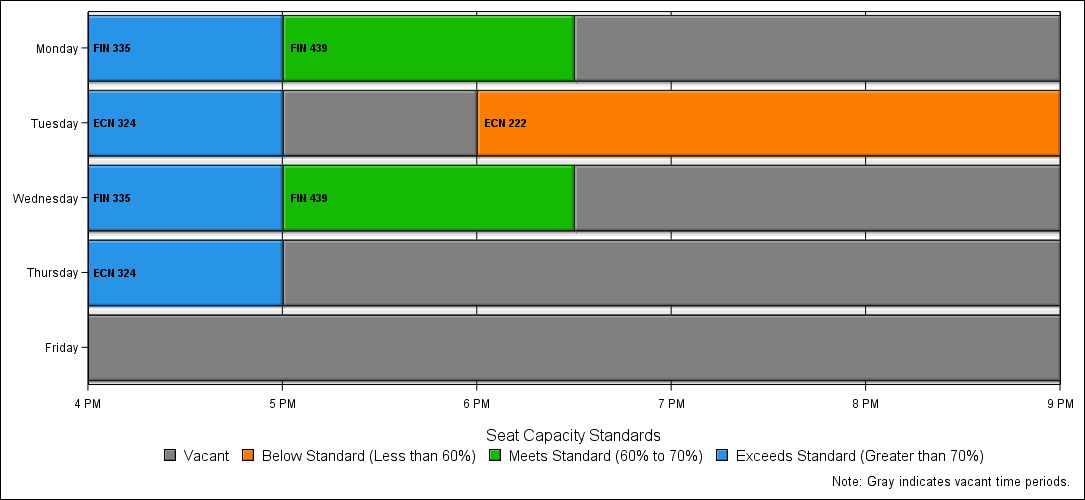 Monday FIN 335 FIN 439
Tuesday ECN 324 ECN 222
Wednesday FIN 335 FIN 439
Thursday ECN 324
Friday
4 PM 5 PM 6 PM 7 PM 8 PM 9 PM
Seat Capacity Standards
Vacant Below Standard (Less than 60%) Meets Standard (60% to 70%) Exceeds Standard (Greater than 70%)
Note: Gray indicates vacant time periods.